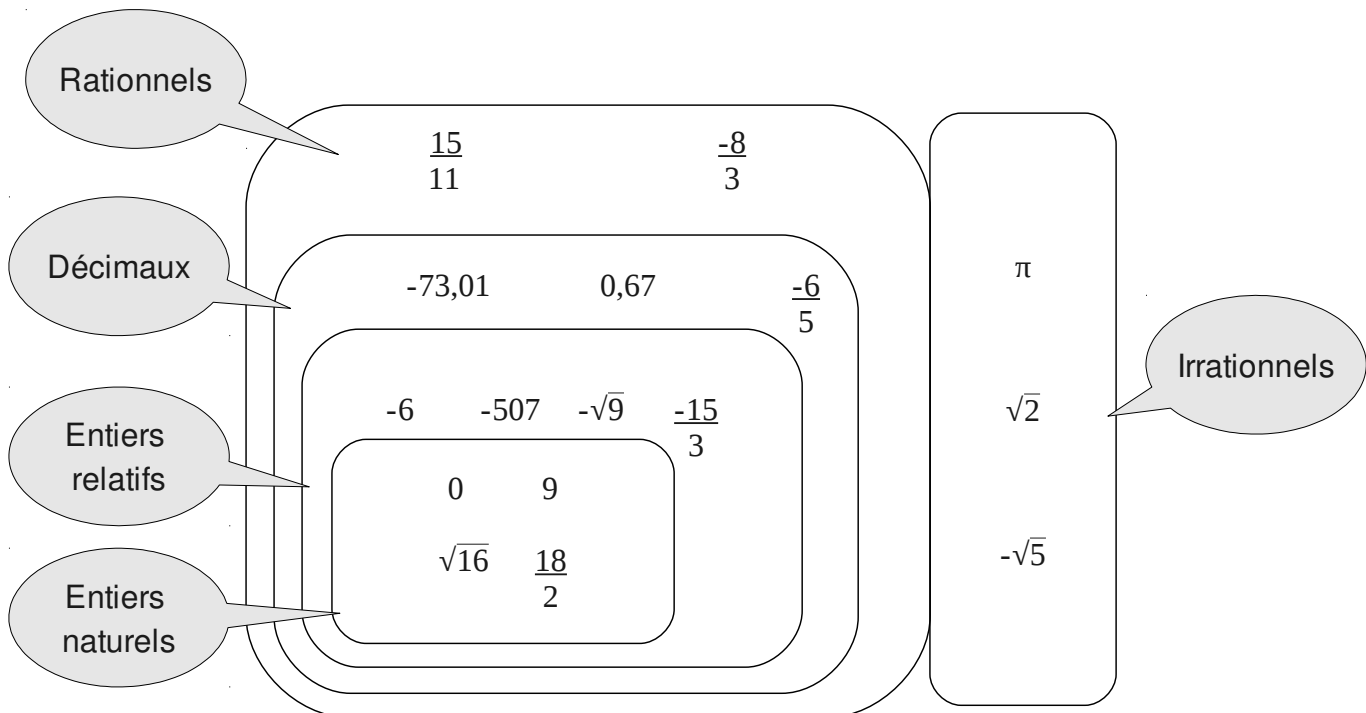 Rationnels
15
11
-8
3
Décimaux
-73,01
0,67
-6
5
π
Irrationnels
Entiers
relatifs
-6
-507
-√9
-15
3
√2
0
9
√16
18
2
-√5
Entiers
naturels